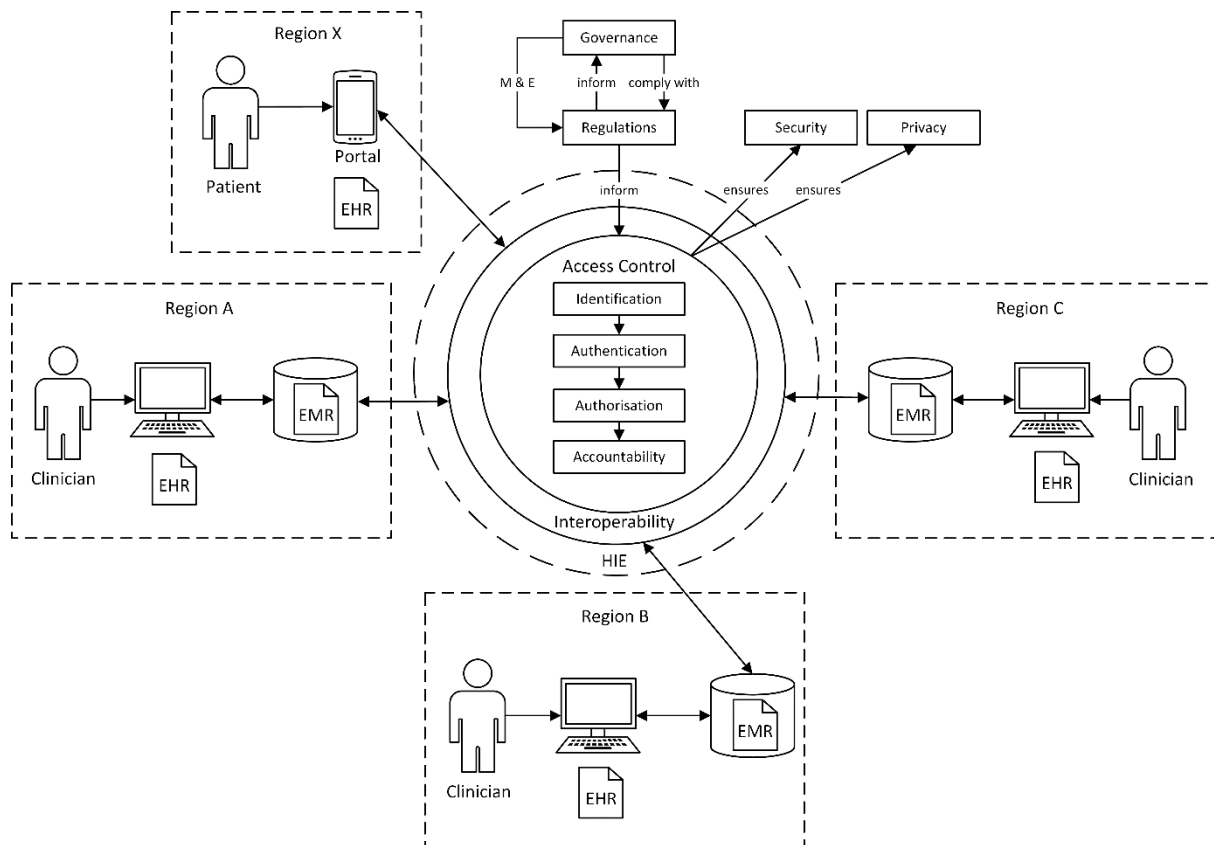 Region X
Patient
Portal
EHR
Governance
M & E
inform
comply with
Regulations
inform
Security
Privacy
ensures
ensures
Region A
Clinician
EMR
EHR
Access Control
Identification
Authentication
Authorisation
Accountability
Interoperability
HIE
Region C
EMR
EHR
Clinician
Region B
Clinician
EHR
EMR